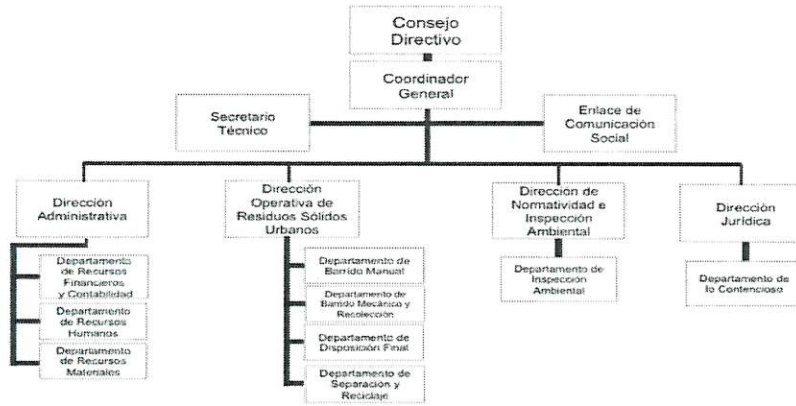 Consejo
Directivo
Coordinador
General
Secretario
Técnico
Enlace de
Comunicación
Social
Dirección
Administrativa
Dirección
Operativa de
Residuos Sólidos
Urbanos
Dirección de
Normatividad e
Inspección
Ambiental
Dirección
Jurídica
Departamento
de Recursos
Financieros
y Contabilidad
Departamento
de Recursos
Humanos
Departamento
de Recursos
Materiales
Departamento de
Barrido Manual
Departamento de
Barrido Mecánico y
Recolección
Departamento
de Disposición Final
Departamento de
Separación y
Reciclaje
Departamento de
Inspección
Ambiental
Departamento de
lo Contencioso